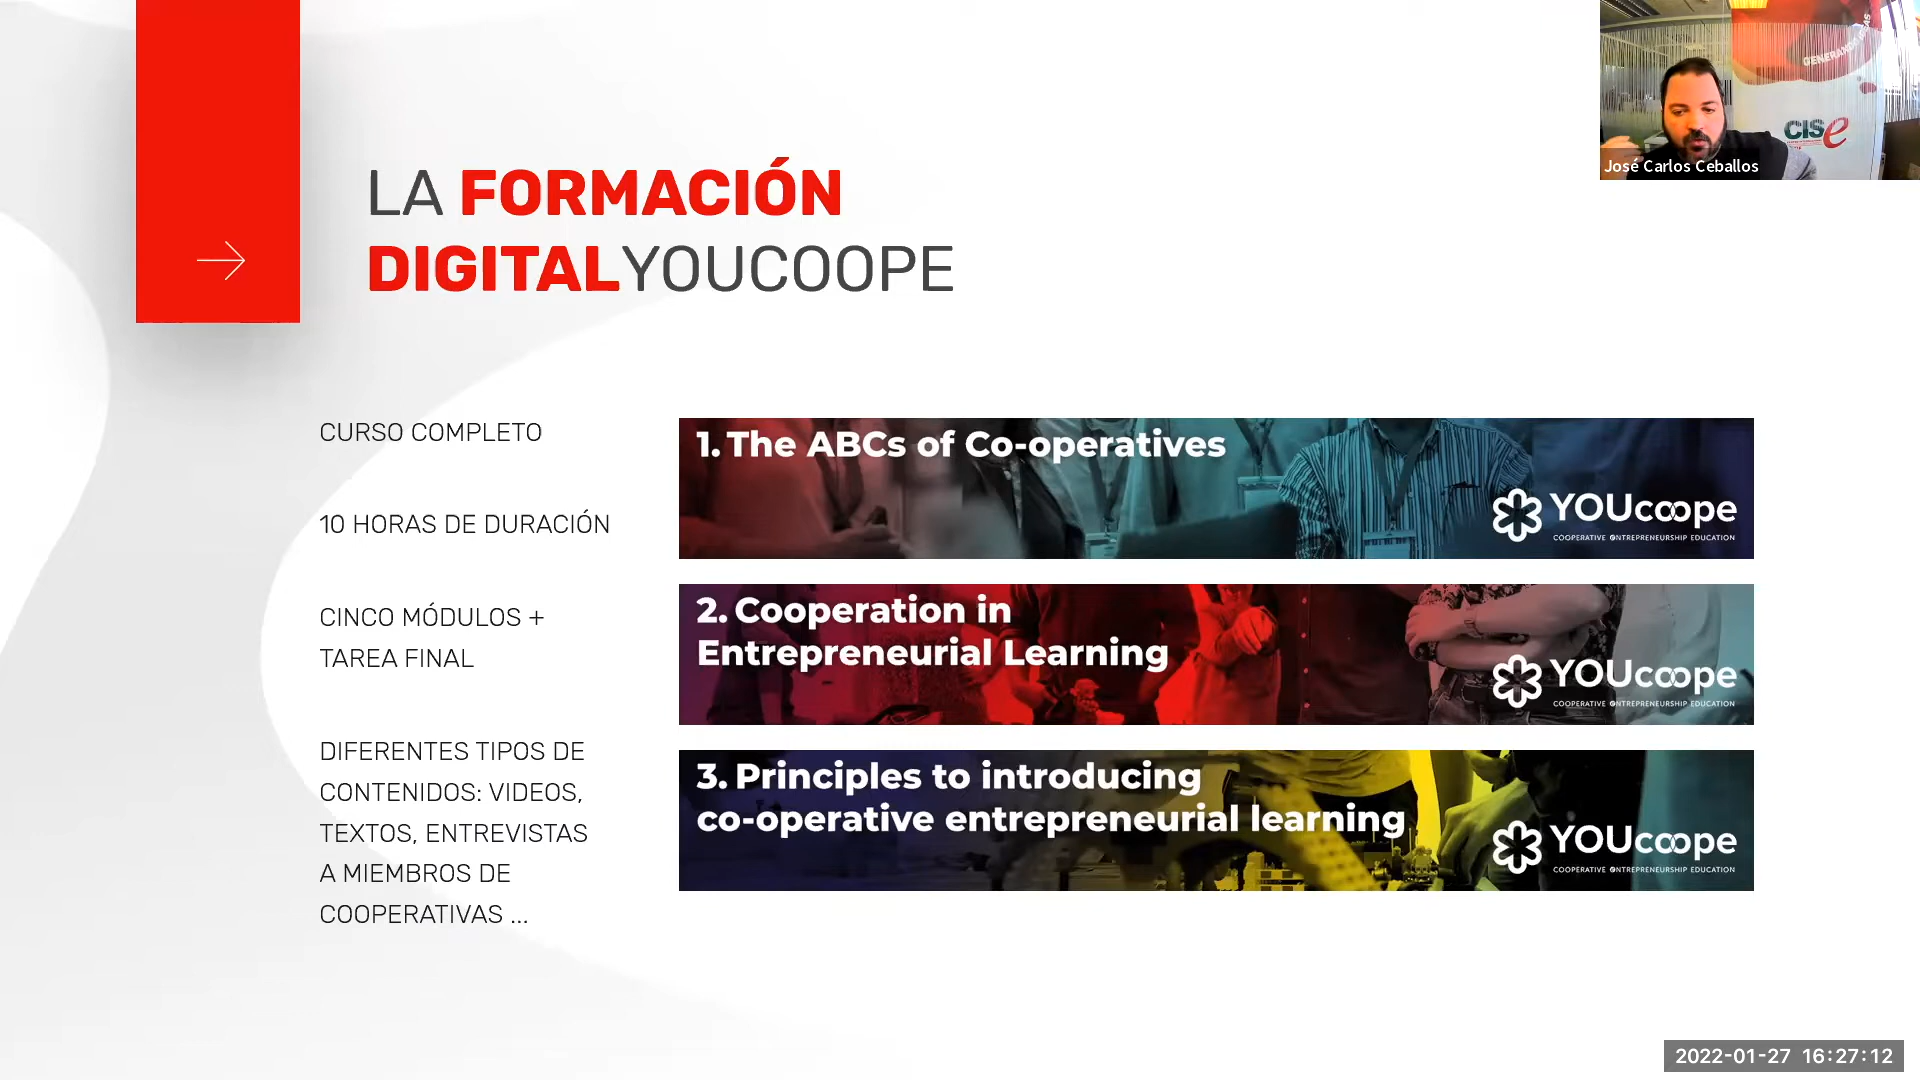 LA FORMACIÓN
DIGITALYOUCOOPE
CURSO COMPLETO
10 HORAS DE DURACIÓN
CINCO MÓDULOS +
TAREA FINAL
DIFERENTES TIPOS DE
CONTENIDOS: VIDEOS,
TEXTOS, ENTREVISTAS
A MIEMBROS DE
COOPERATIVAS ...
1. The ABCs of Co-operatives
YOUcoope
COOPERATIVE ENTREPRENEURSHIP EDUCATION
2. Cooperation in
Entrepreneurial Learning
YOUcoope
COOPERATIVE ENTREPRENEURSHIP EDUCATION
3. Principles to introducing
co-operative entrepreneurial learning
YOUcoope
COOPERATIVE ENTREPRENEURSHIP EDUCATION
CISe
José Carlos Ceballos
2022-01-27 16:27:12